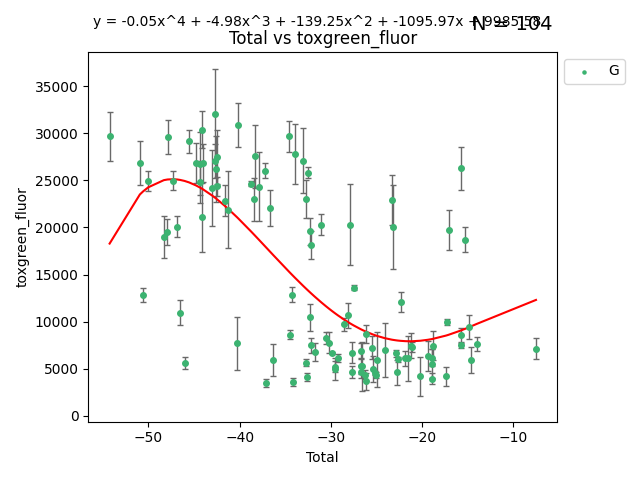 y = -0.05x^4 + -4.98x^3 + -139.25x^2 + -1095.97x + 9985.58
N = 104
Total vs toxgreen_fluor
G
35000
30000
25000
20000
15000
10000
5000
0
toxgreen_fluor
−50 −40 −30 −20 −10
Total